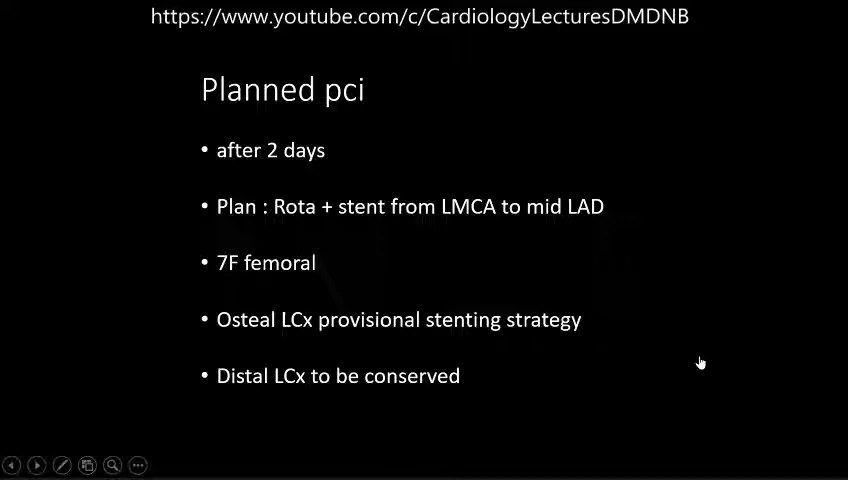 https://www.youtube.com/c/CardiologyLecturesDMDNB
Planned pci
• after 2 days
• Plan : Rota + stent from LMCA to mid LAD
• 7F femoral
• Osteal LCx provisional stenting strategy
• Distal LCx to be conserved